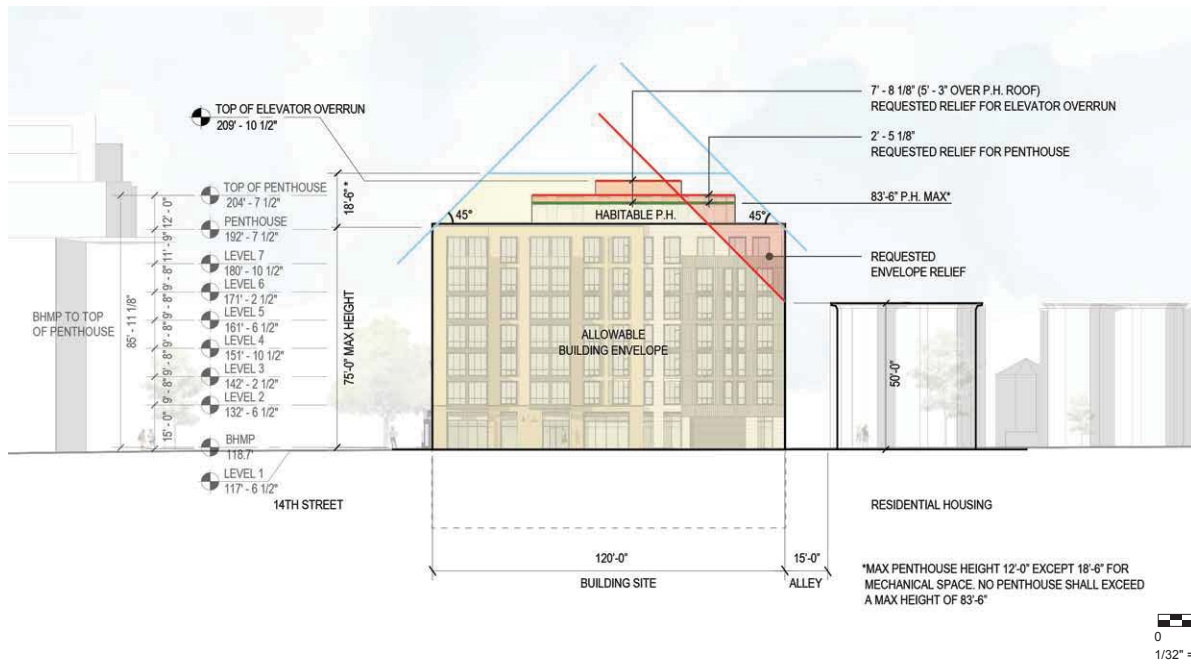 TOP OF ELEVATOR OVERRUN
209' - 10 1/2"
TOP OF PENTHOUSE
204' - 7 1/2"
PENTHOUSE
192' - 7 1/2"
LEVEL 7
180' - 10 1/2"
LEVEL 6
171' - 2 1/2"
LEVEL 5
161' - 6 1/2"
LEVEL 4
151' - 10 1/2"
LEVEL 3
142' - 2 1/2"
LEVEL 2
132' - 6 1/2"
BHMP
118.7'
LEVEL 1
117' - 6 1/2"
BHMP TO TOP
OF PENTHOUSE
85' - 11 1/8"
12' - 0"
11' - 9"
9' - 8"
9' - 8"
9' - 8"
9' - 8"
9' - 8"
15' - 0"
18'-6" *
75'-0" MAX HEIGHT
45°
HABITABLE P.H.
45°
ALLOWABLE
BUILDING ENVELOPE
7' - 8 1/8" (5' - 3" OVER P.H. ROOF)
REQUESTED RELIEF FOR ELEVATOR OVERRUN
2' - 5 1/8"
REQUESTED RELIEF FOR PENTHOUSE
83'-6" P.H. MAX*
REQUESTED
ENVELOPE RELIEF
50'-0"
14TH STREET
RESIDENTIAL HOUSING
120'-0"
BUILDING SITE
15'-0"
ALLEY
*MAX PENTHOUSE HEIGHT 12'-0" EXCEPT 18'-6" FOR
MECHANICAL SPACE. NO PENTHOUSE SHALL EXCEED
A MAX HEIGHT OF 83'-6"
0
1/32" =